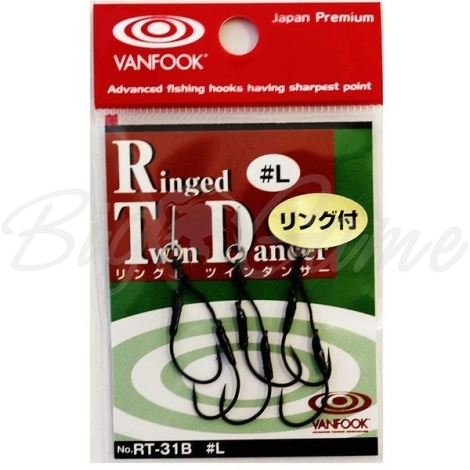 Japan Premium
VANFOOK
Advanced fishing hooks having sharpest point
Ringed
#L
Twin Dancer
リング付
リングド ツインダンサー
VANFOOK
No.RT-31B #L